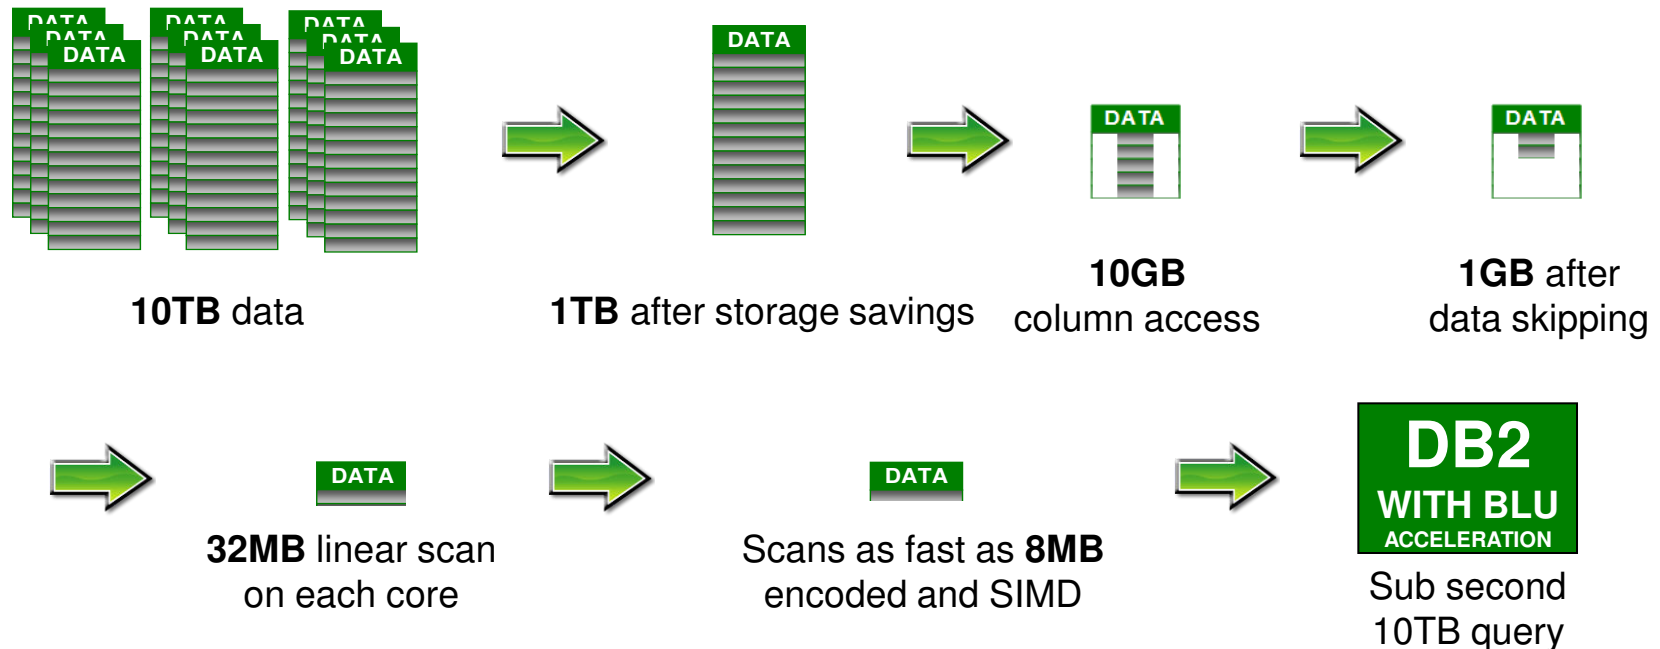 DATA
DATA
DATA
DATA
DATA
DATA
DATA
DATA
DATA
DATA
DATA
DATA
10TB data
1TB after storage savings
10GB
column access
1GB after
data skipping
DATA
32MB linear scan
on each core
DATA
Scans as fast as 8MB
encoded and SIMD
DB2
WITH BLU
ACCELERATION
Sub second
10TB query